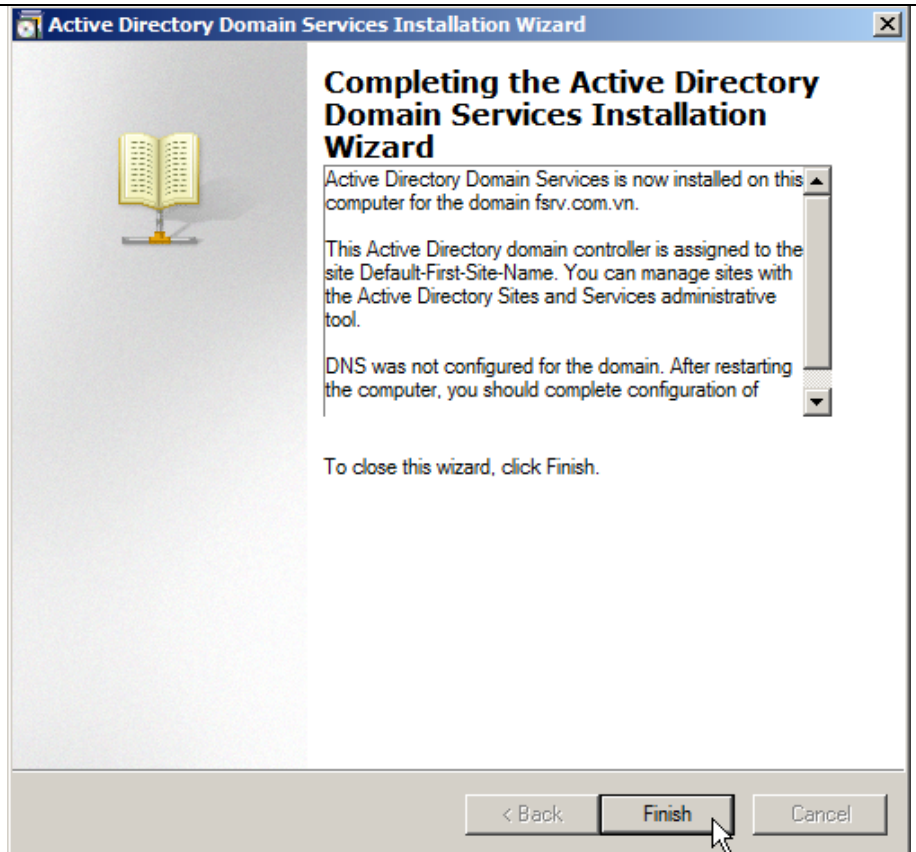 Active Directory Domain Services Installation Wizard
Completing the Active Directory
Domain Services Installation
Wizard
Active Directory Domain Services is now installed on this
computer for the domain fsrv.com.vn.
This Active Directory domain controller is assigned to the
site Default-First-Site-Name. You can manage sites with
the Active Directory Sites and Services administrative
tool.
DNS was not configured for the domain. After restarting
the computer, you should complete configuration of
To close this wizard, click Finish.
< Back
Finish
Cancel